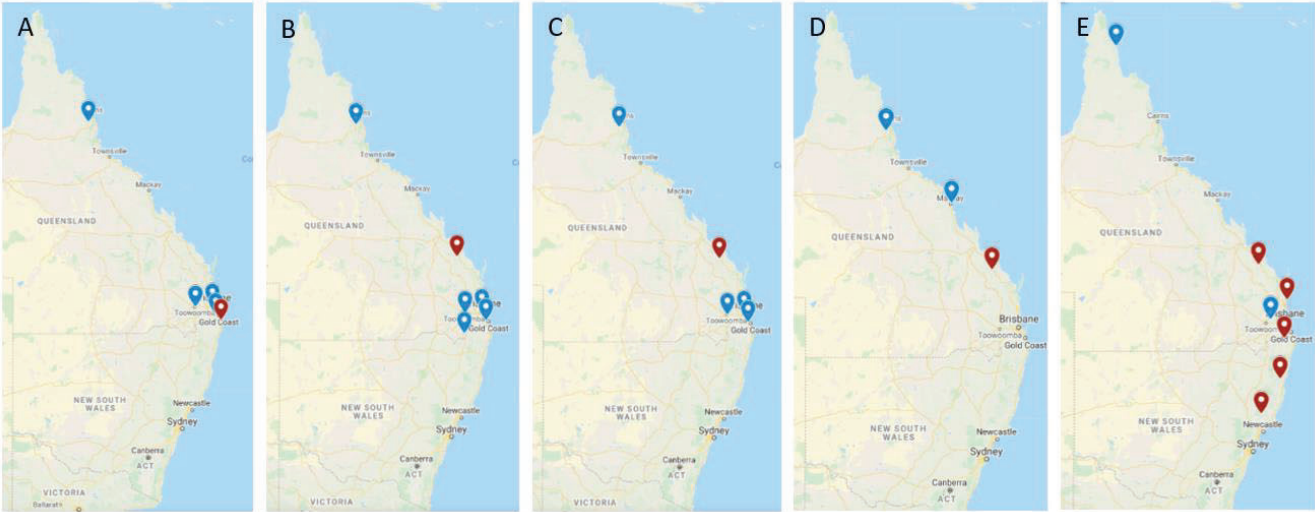 A
Townsville
Mackay
QUEENSLAND
Toowoomba
Gold Coast
NEW SOUTH
WALES
Newcastle
Sydney
Canberra
ACT
VICTORIA
Ballarat
B
Townsville
Mackay
QUEENSLAND
Gold Coast
NEW SOUTH
WALES
Newcastle
Sydney
Canberra
ACT
VICTORIA
C
Townsville
Mackay
QUEENSLAND
Toowoomba
Gold Coast
NEW SOUTH
WALES
Newcastle
Sydney
Canberra
ACT
VICTORIA
D
Townsville
Mackay
QUEENSLAND
Brisbane
Toowoomba
Gold Coast
NEW SOUTH
WALES
Newcastle
Sydney
Canberra
ACT
E
Cairns
Townsville
Mackay
QUEENSLAND
Gold Coast
NEW SOUTH
WALES
Newcastle
Sydney
Canberra
ACT